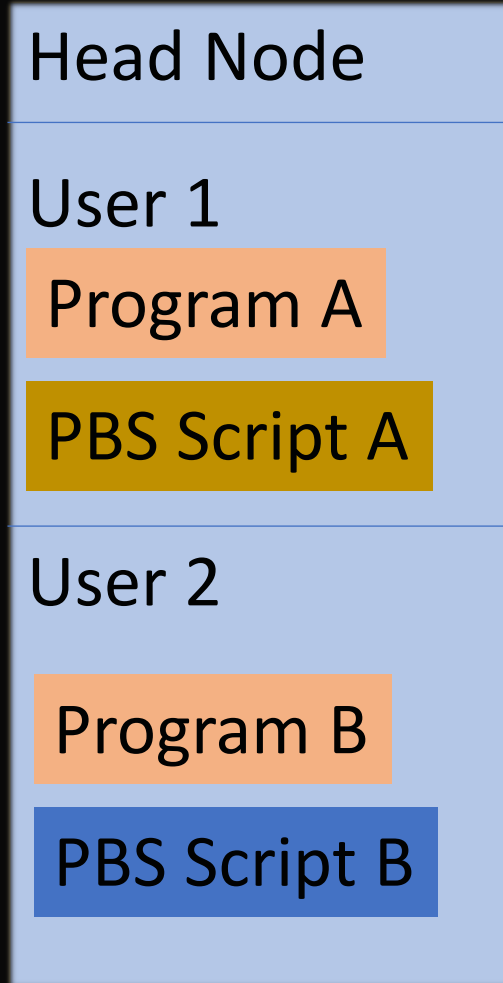 Head Node
User 1
Program A
PBS Script A
User 2
Program B
PBS Script B